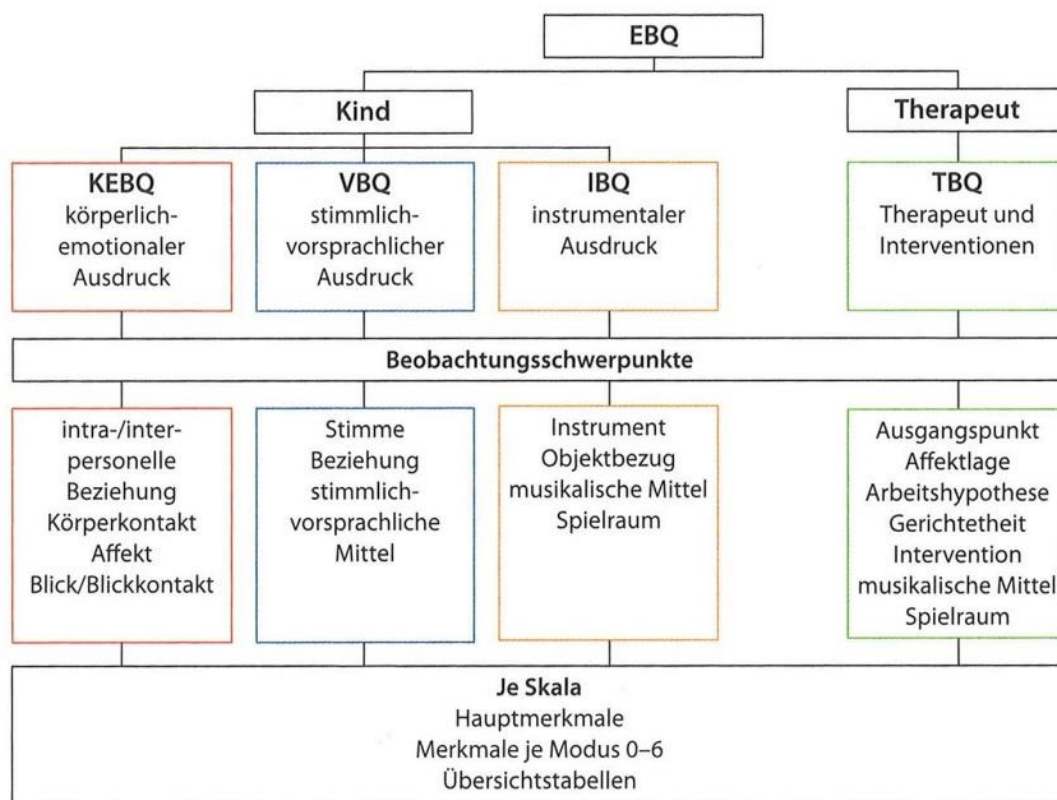 EBQ
Kind
Therapeut
KEBQ
körperlich-
emotionaler
Ausdruck
VBQ
stimmlich-
vorsprachlicher
Ausdruck
IBQ
instrumentaler
Ausdruck
TBQ
Therapeut und
Interventionen
Beobachtungsschwerpunkte
intra-/inter-
personelle
Beziehung
Körperkontakt
Affekt
Blick/Blickkontakt
Stimme
Beziehung
stimmlich-
vorsprachliche
Mittel
Instrument
Objektbezug
musikalische Mittel
Spielraum
Ausgangspunkt
Affektlage
Arbeitshypothese
Gerichtetheit
Intervention
musikalische Mittel
Spielraum
Je Skala
Hauptmerkmale
Merkmale je Modus 0–6
Übersichtstabellen